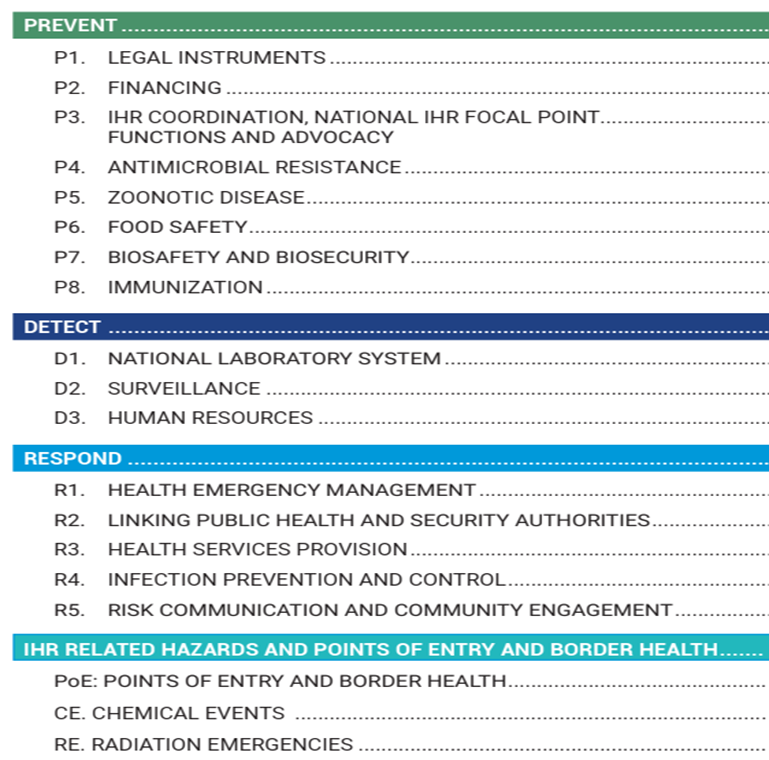 PREVENT
P1. LEGAL INSTRUMENTS
P2. FINANCING
P3. IHR COORDINATION, NATIONAL IHR FOCAL POINT
FUNCTIONS AND ADVOCACY
P4. ANTIMICROBIAL RESISTANCE
P5. ZOONOTIC DISEASE
P6. FOOD SAFETY
P7. BIOSAFETY AND BIOSECURITY
P8. IMMUNIZATION
DETECT
D1. NATIONAL LABORATORY SYSTEM
D2. SURVEILLANCE
D3. HUMAN RESOURCES
RESPOND
R1. HEALTH EMERGENCY MANAGEMENT
R2. LINKING PUBLIC HEALTH AND SECURITY AUTHORITIES
R3. HEALTH SERVICES PROVISION
R4. INFECTION PREVENTION AND CONTROL
R5. RISK COMMUNICATION AND COMMUNITY ENGAGEMENT
IHR RELATED HAZARDS AND POINTS OF ENTRY AND BORDER HEALTH
PoE: POINTS OF ENTRY AND BORDER HEALTH
CE. CHEMICAL EVENTS
RE. RADIATION EMERGENCIES